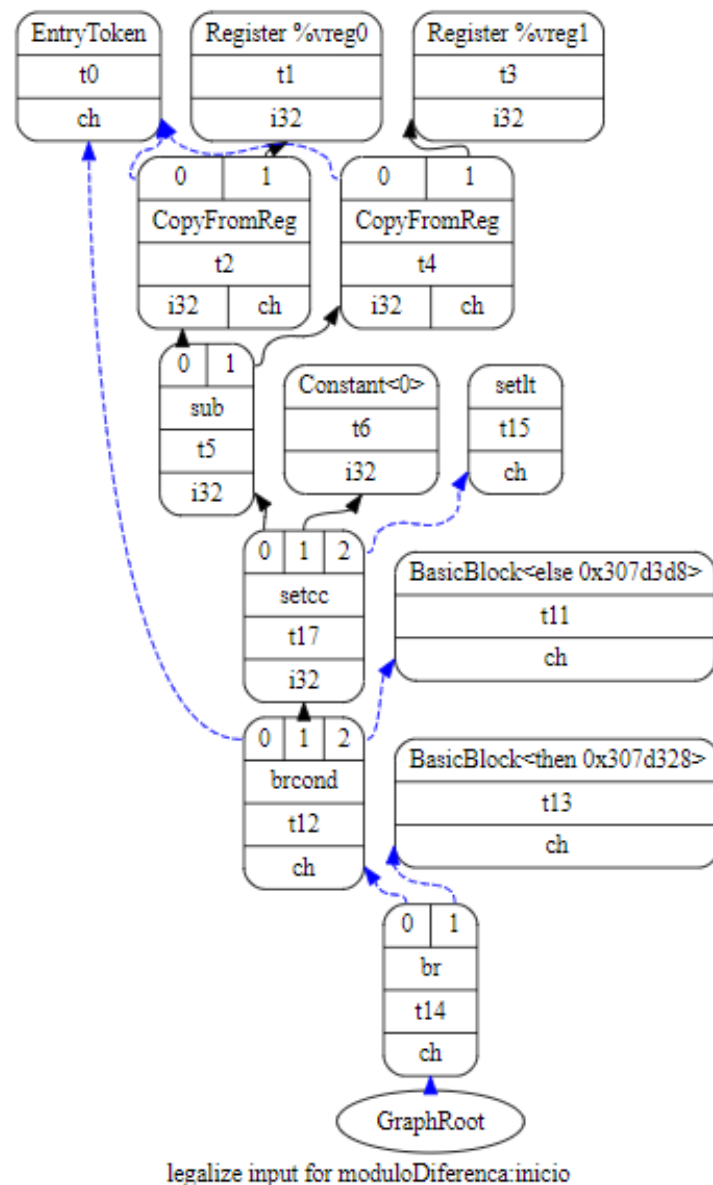 EntryToken
t0
ch
Register %vreg0
t1
i32
Register %vreg1
t3
i32
0 1
CopyFromReg
t2
i32 ch
0 1
CopyFromReg
t4
i32 ch
0 1
sub
t5
i32
Constant<0>
t6
i32
setlt
t15
ch
0 1 2
setcc
t17
i32
BasicBlock<else 0x307d3d8>
t11
ch
0 1 2
brcond
t12
ch
BasicBlock<then 0x307d328>
t13
ch
0 1
br
t14
ch
GraphRoot
legalize input for moduloDiferenca:inicio